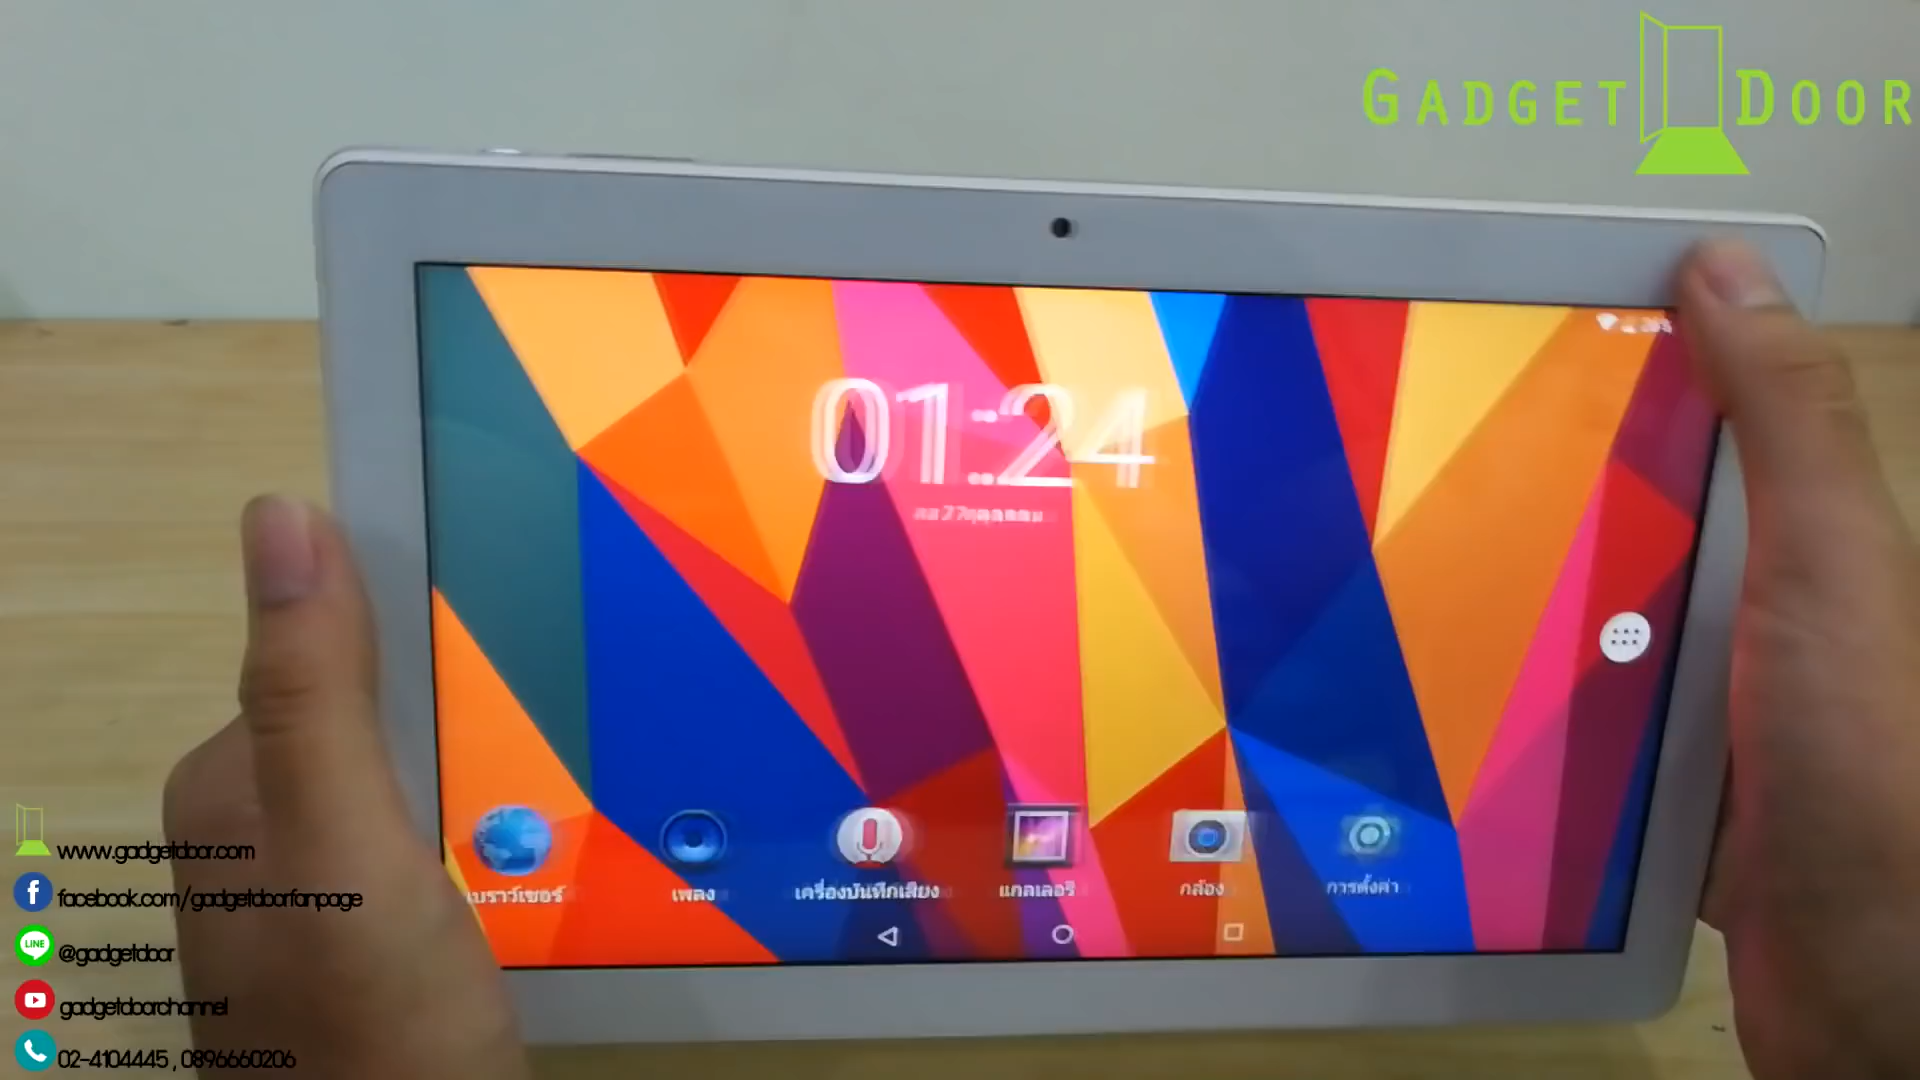 GADGET DOOR
01:24
เบราว์เซอร์
เพลง
เครื่องบันทึกเสียง
แกลเลอรี
กล้อง
การตั้งค่า
www.gadgetdoor.com
facebook.com/gadgetdoorfanpage
LINE
@gadgetdoor
gadgetdoorchannel
02-4104445 , 0896660206